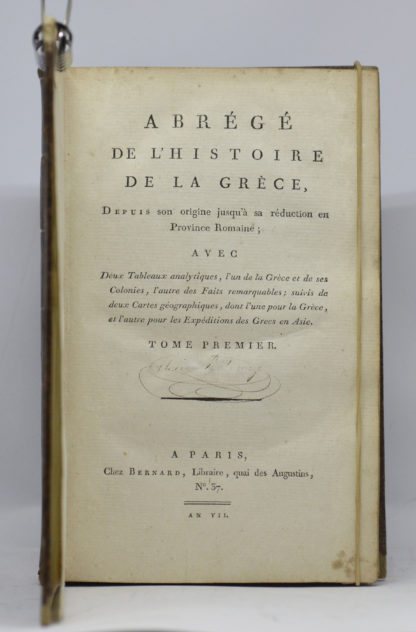 ABRÉGÉ
DE L'HISTOIRE
DE LA GRÈCE,
DEPUIS son origine jusqu'à sa réduction en
Province Romaine ;
AVEC
Deux Tableaux analytiques, l'un de la Grèce et de ses
Colonies, l'autre des Faits remarquables ; suivis de
deux Cartes géographiques, dont l'une pour la Grèce,
et l'autre pour les Expéditions des Grecs en Asie.
TOME PREMIER.
A PARIS,
Chez BERNARD, Libraire, quai des Augustins,
Nº. 37.
AN VII.